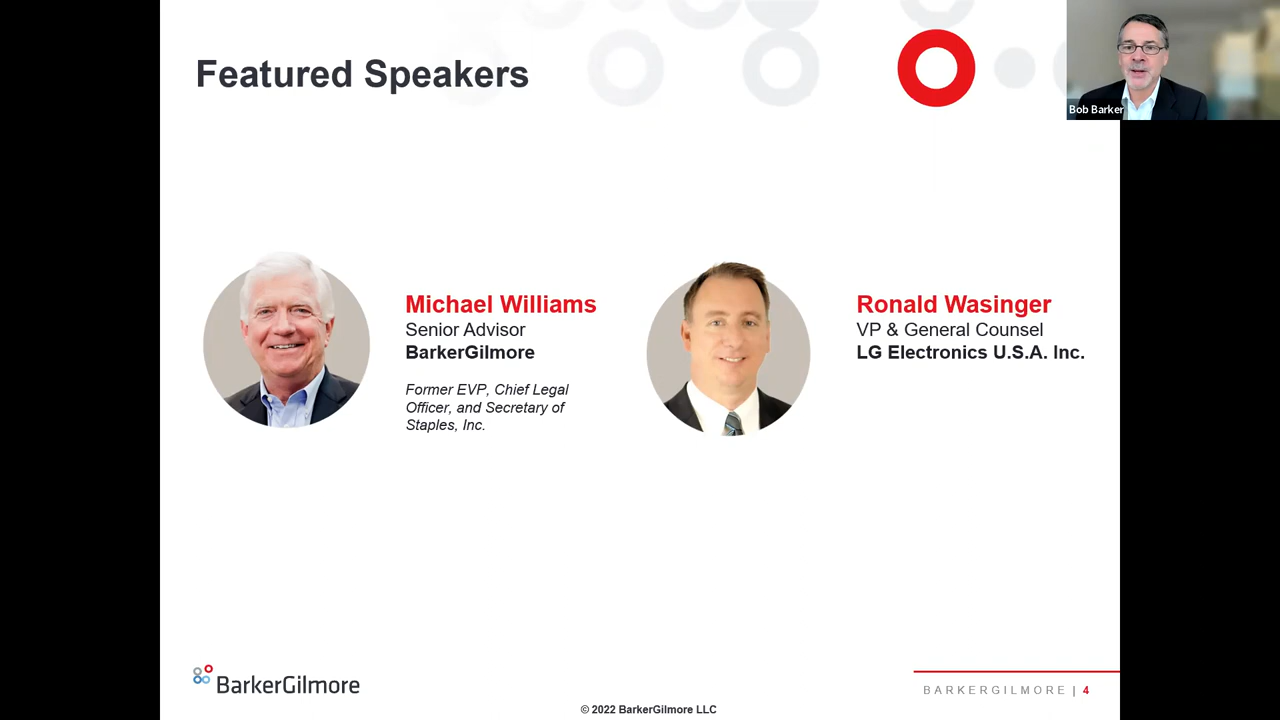 Featured Speakers
Bob Barker
Michael Williams
Senior Advisor
BarkerGilmore
Former EVP, Chief Legal
Officer, and Secretary of
Staples, Inc.
Ronald Wasinger
VP & General Counsel
LG Electronics U.S.A. Inc.
BarkerGilmore
© 2022 BarkerGilmore LLC
BARKERGILMORE | 4